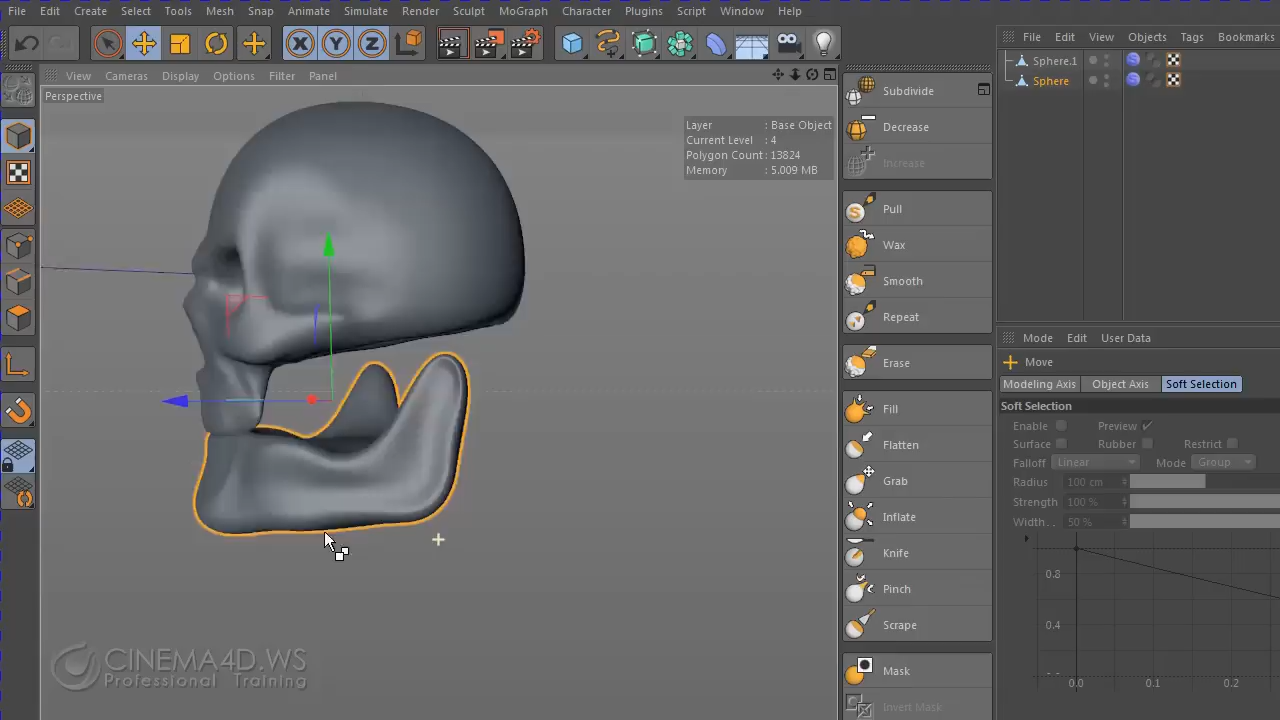 File Edit Create Select Tools Mesh Snap Animate Simulate Render Sculpt MoGraph Character Plugins Script Window Help
X Y Z
File Edit View Objects Tags Bookmarks
View Cameras Display Options Filter Panel
Perspective
Sphere.1
Sphere
Layer : Base Object
Current Level : 4
Polygon Count : 13824
Memory : 5.009 MB
Subdivide
Decrease
Increase
Pull
Wax
Smooth
Repeat
Erase
Fill
Flatten
Grab
Inflate
Knife
Pinch
Scrape
Mask
Invert Mask
Mode Edit User Data
Move
Modeling Axis Object Axis Soft Selection
Soft Selection
Enable Preview
Surface Rubber Restrict
Falloff Linear Mode Group
Radius 100 cm
Strength 100 %
Width . . 50 %
0.8
0.4
0.0 0.1 0.2
CINEMA4D.WS
Professional Training